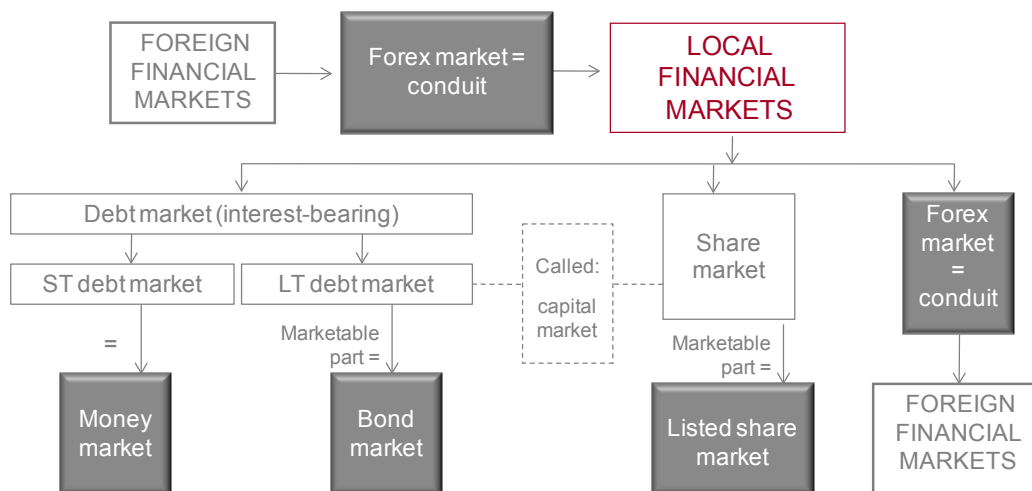 FOREIGN
FINANCIAL
MARKETS
Forex market =
conduit
LOCAL
FINANCIAL
MARKETS
Debt market (interest-bearing)
ST debt market
LT debt market
Called:
capital
market
Share
market
Forex
market
=
conduit
=
Marketable
part =
Marketable
part =
Money
market
Bond
market
Listed share
market
FOREIGN
FINANCIAL
MARKETS